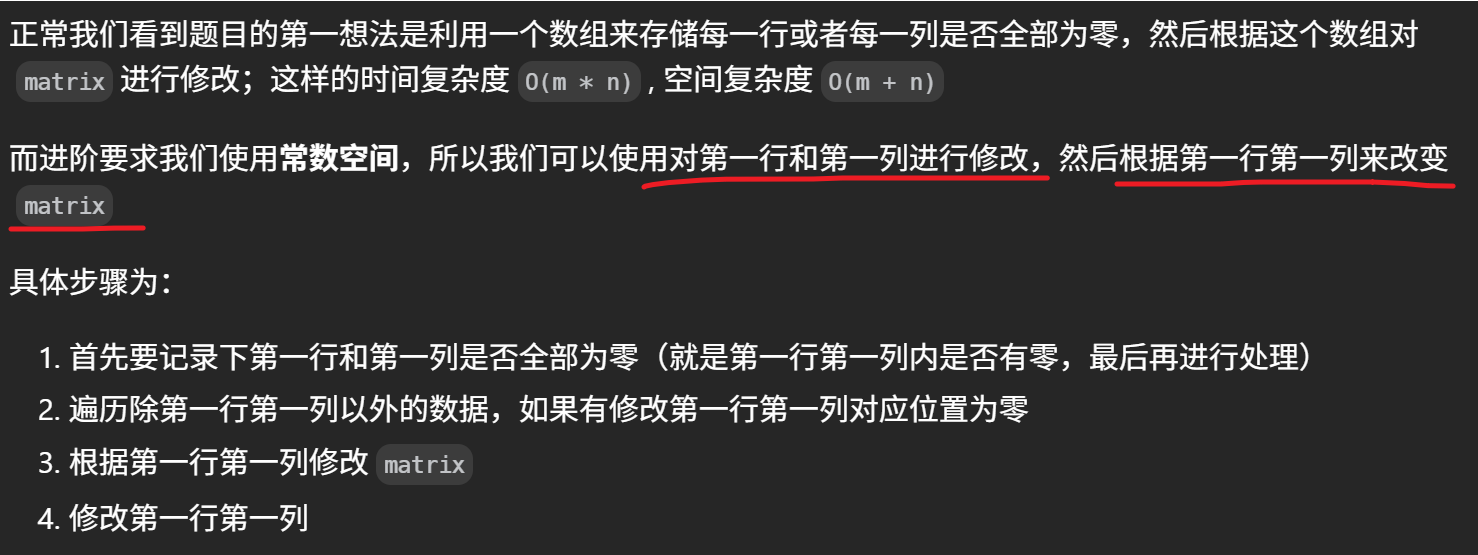 正常我们看到题目的第一想法是利用一个数组来存储每一行或者每一列是否全部为零，然后根据这个数组对
matrix 进行修改；这样的时间复杂度 O(m * n) , 空间复杂度 O(m + n)
而进阶要求我们使用常数空间，所以我们可以使用对第一行和第一列进行修改，然后根据第一行第一列来改变
matrix
具体步骤为：
1. 首先要记录下第一行和第一列是否全部为零（就是第一行第一列内是否有零，最后再进行处理）
2. 遍历除第一行第一列以外的数据，如果有修改第一行第一列对应位置为零
3. 根据第一行第一列修改 matrix
4. 修改第一行第一列